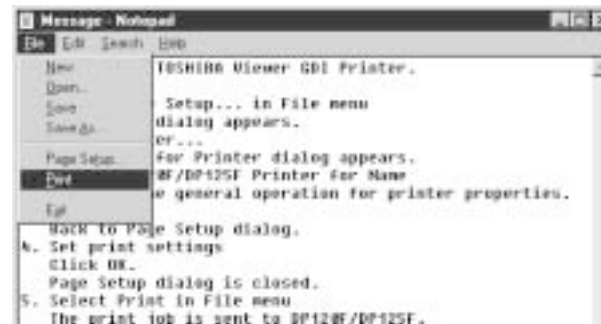 Message - Notepad
File Edit Search Help
New
Open...
Save
Save As..
Page Setup..
Print
Exit
TOSHIBA Viewer GDI Printer.
Setup... in File menu
dialog appears.
er...
for Printer dialog appears.
0F/DP125F Printer for Name
e general operation for printer properties.
Back to Page Setup dialog.
4. Set print settings
Click OK.
Page Setup dialog is closed.
5. Select Print in File menu
The print job is sent to DP120F/DP125F.